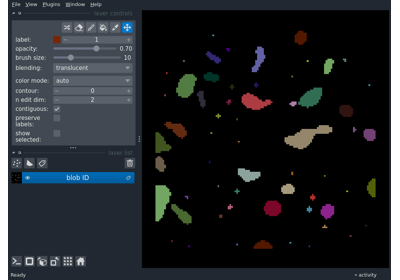 File View Plugins Window Help
layer controls
label: 1
opacity: 0.70
brush size: 10
blending: translucent
color mode: auto
contour: 0
n edit dim: 2
contiguous:
preserve
labels:
show
selected:
layer list
blob ID
Ready
activity